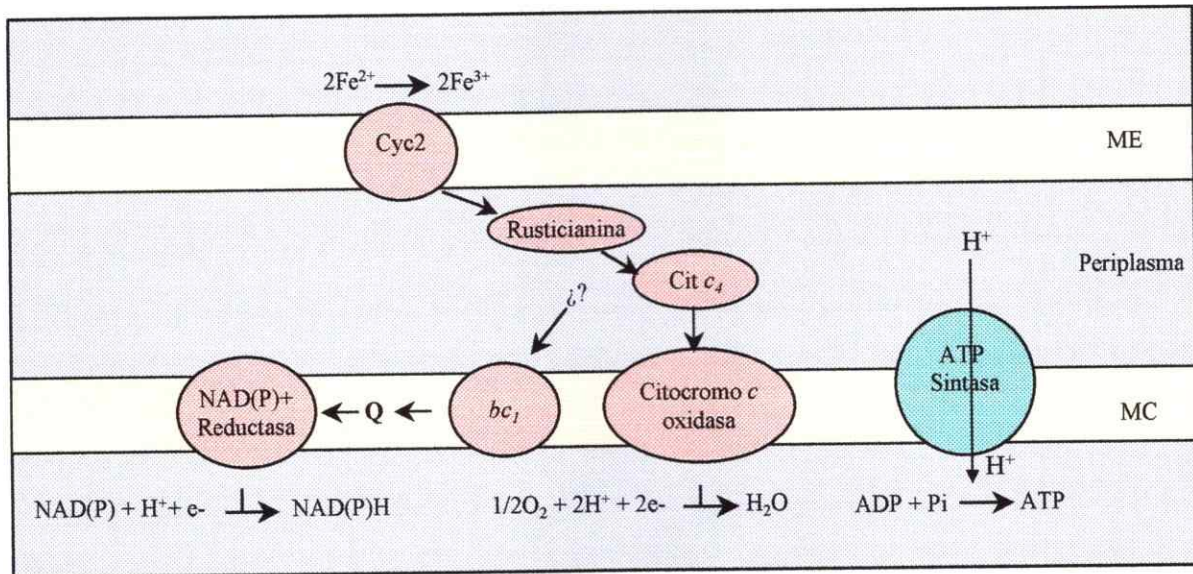 2Fe²⁺ → 2Fe³⁺
Cyc2
ME
Rusticianina
H⁺
Periplasma
Cit c₄
¿?
ATP
Sintasa
NAD(P)+
Reductasa
Q
bc₁
Citocromo c
oxidasa
MC
H⁺
NAD(P) + H⁺+ e- → NAD(P)H
1/2O₂ + 2H⁺ + 2e- → H₂O
ADP + Pi → ATP